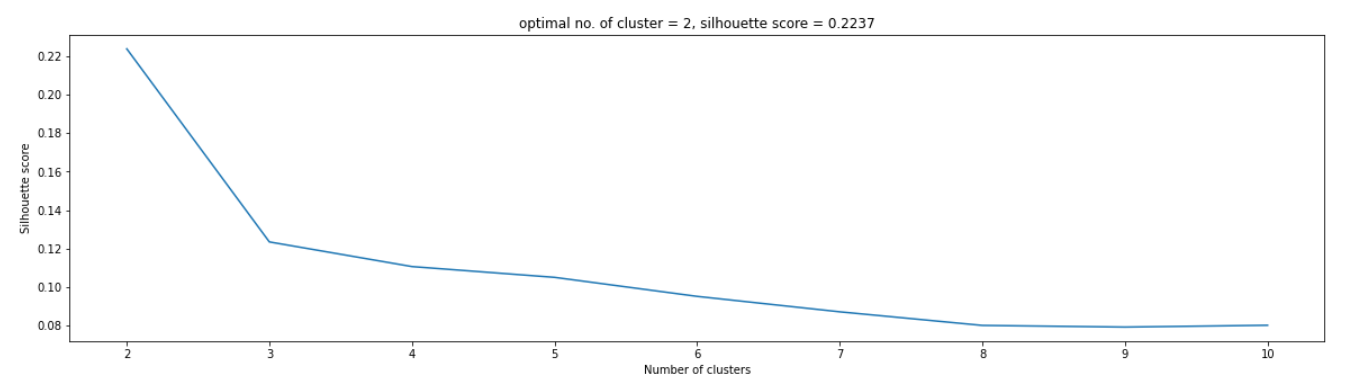 optimal no. of cluster = 2, silhouette score = 0.2237
0.22
0.20
0.18
0.16
0.14
0.12
0.10
0.08
Silhouette score
2 3 4 5 6 7 8 9 10
Number of clusters